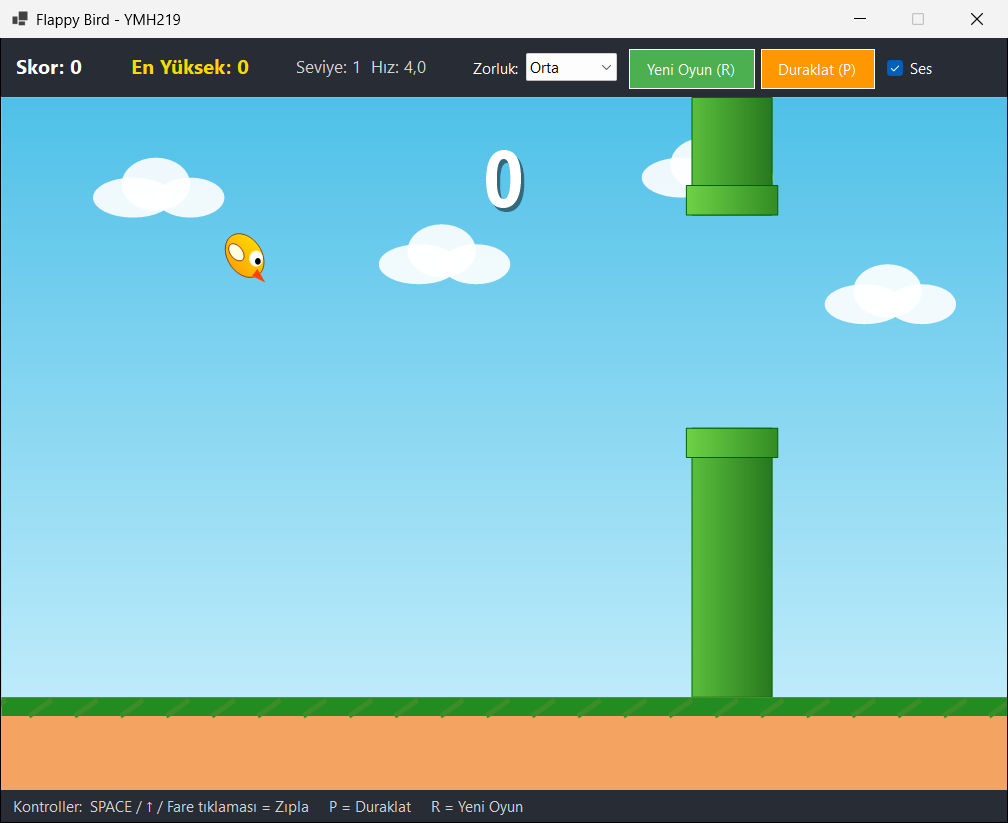 Flappy Bird - YMH219
Skor: 0 En Yüksek: 0 Seviye: 1 Hız: 4,0 Zorluk: Orta Yeni Oyun (R) Duraklat (P) Ses
0
Kontroller: SPACE / ↑ / Fare tıklaması = Zıpla P = Duraklat R = Yeni Oyun